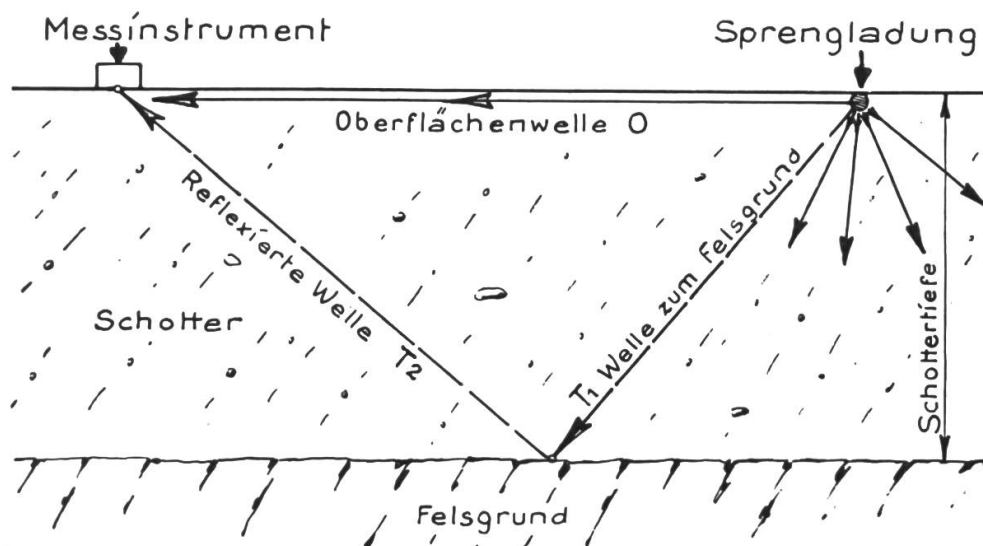 Messinstrument
Sprengladung
Oberflächenwelle O
Reflexierte Welle T2
T1 Welle zum Felsgrund
Schottertiefe
Schotter
Felsgrund